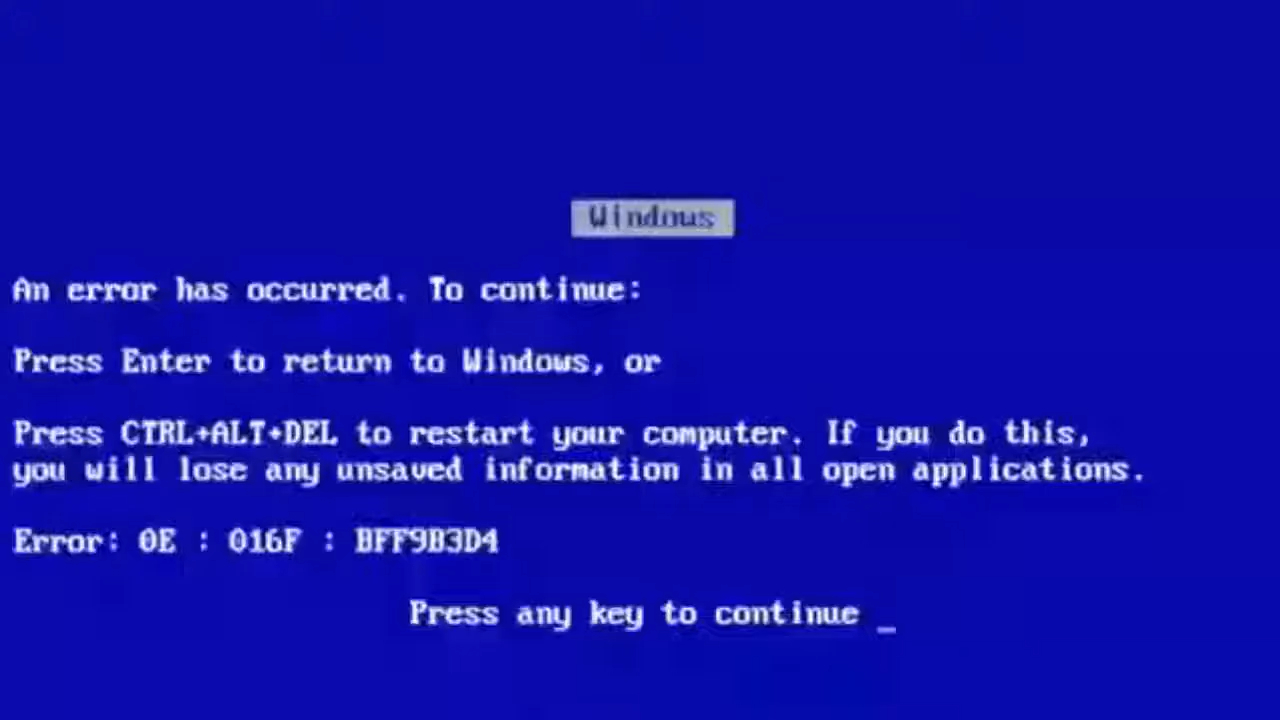 Windows
An error has occurred. To continue:
Press Enter to return to Windows, or
Press CTRL+ALT+DEL to restart your computer. If you do this,
you will lose any unsaved information in all open applications.
Error: 0E : 016F : BFF9B3D4
Press any key to continue _